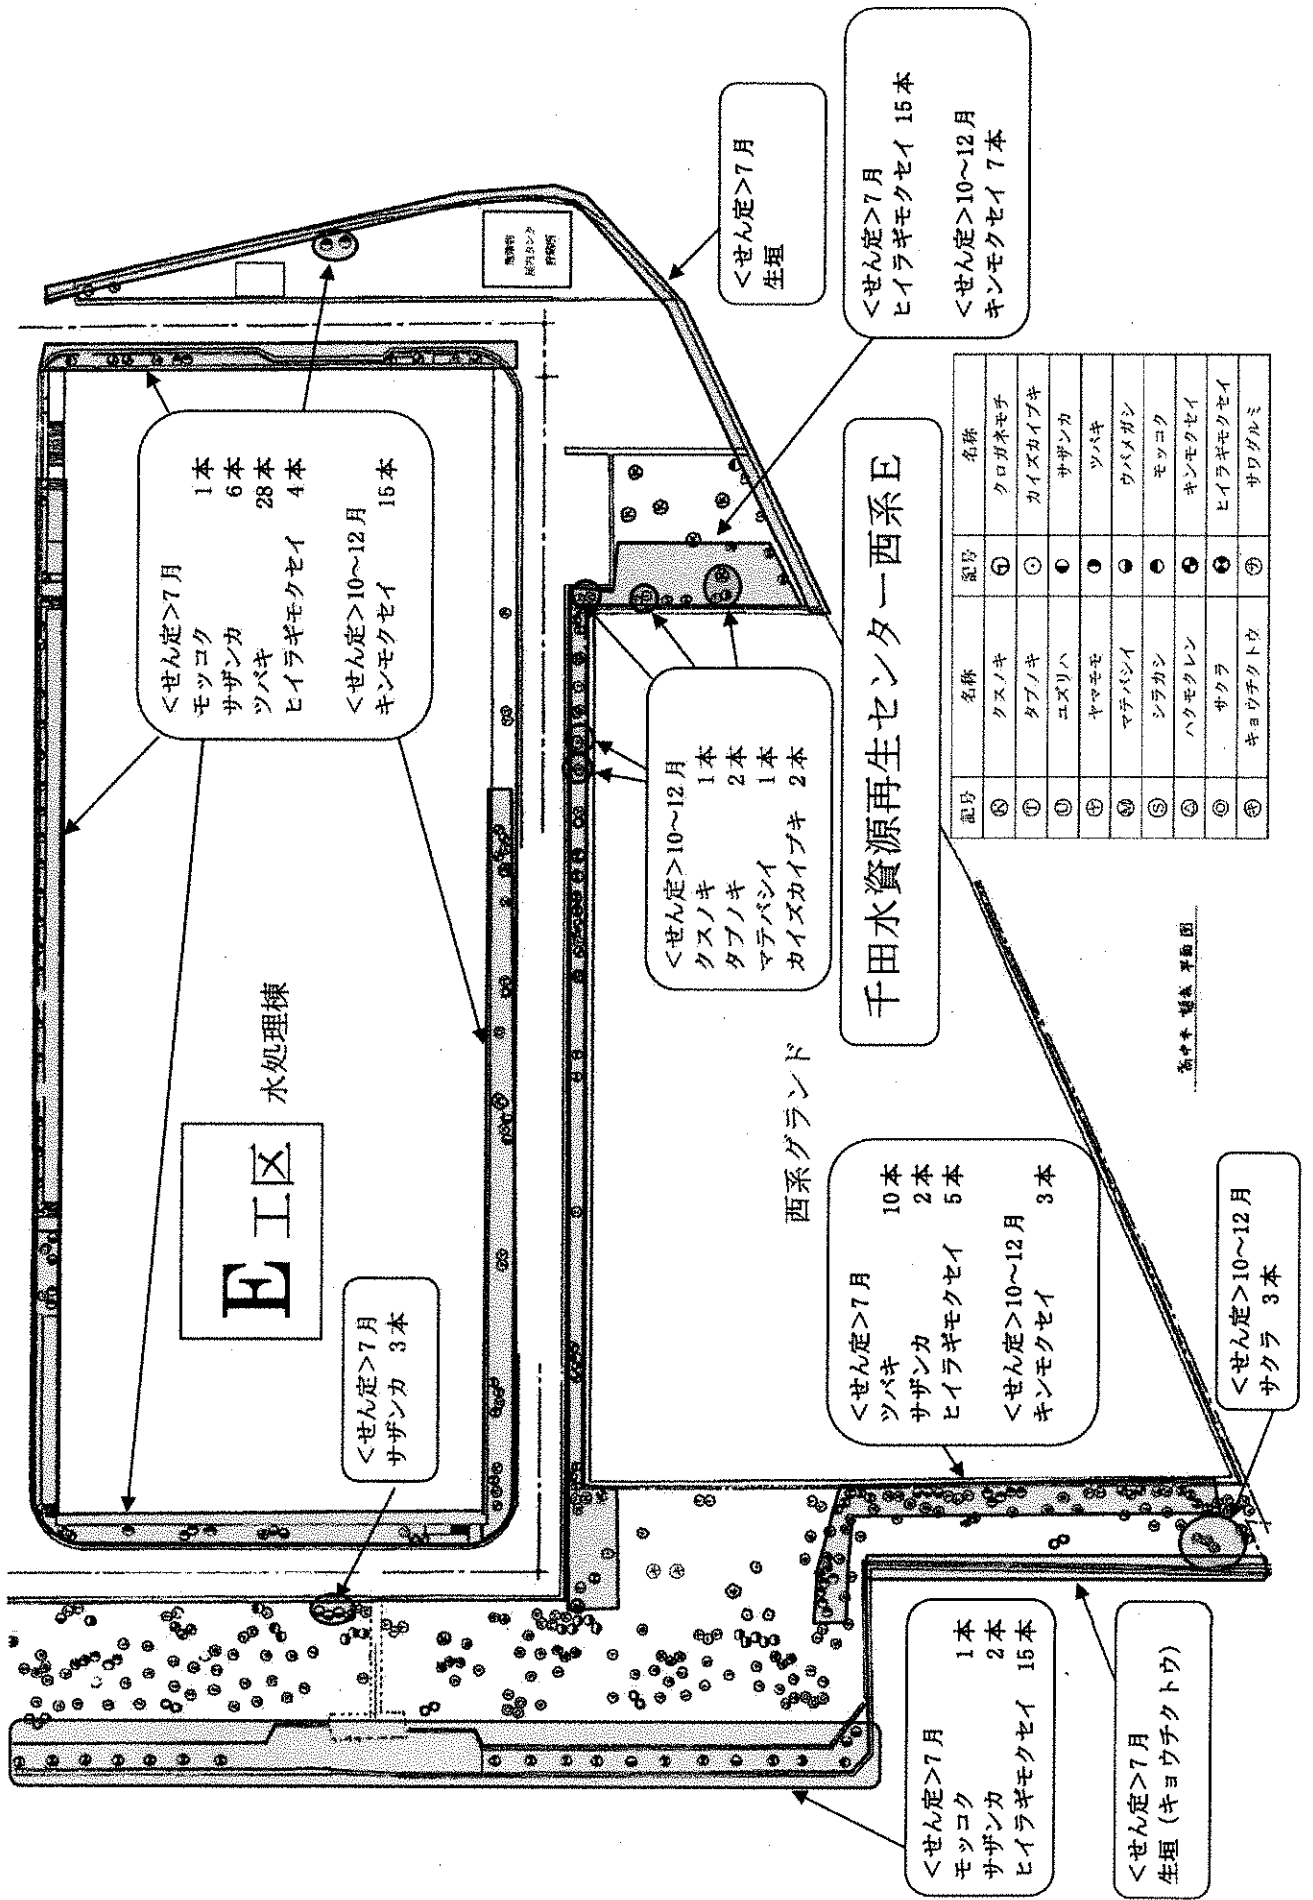 E 工区
水処理棟
<せん定>7月
モッコク 1本
サザンカ 6本
ツバキ 28本
ヒイラギモクセイ 4本
<せん定>10~12月
キンモクセイ 15本
<せん定>7月
サザンカ 3本
<せん定>7月
生垣
<せん定>7月
ヒイラギモクセイ 15本
<せん定>10~12月
キンモクセイ 7本
<せん定>10~12月
クスノキ 1本
タブノキ 2本
マテバシイ 1本
カイズカイブキ 2本
西系グランド
千田水資源再生センター西系E
<せん定>7月
ツバキ 10本
サザンカ 2本
ヒイラギモクセイ 5本
<せん定>10~12月
キンモクセイ 3本
<せん定>7月
モッコク 1本
サザンカ 2本
ヒイラギモクセイ 15本
<せん定>7月
生垣(キョウチクトウ)
<せん定>10~12月
サクラ 3本
記号 名称 記号 名称
クスノキ クロガネモチ
タブノキ カイズカイブキ
ユズリハ サザンカ
ヤマモモ ツバキ
マテバシイ ウバメガシ
シラカシ モッコク
ハクモクレン キンモクセイ
サクラ ヒイラギモクセイ
キョウチクトウ サワグルミ
高中木 植栽 平面図